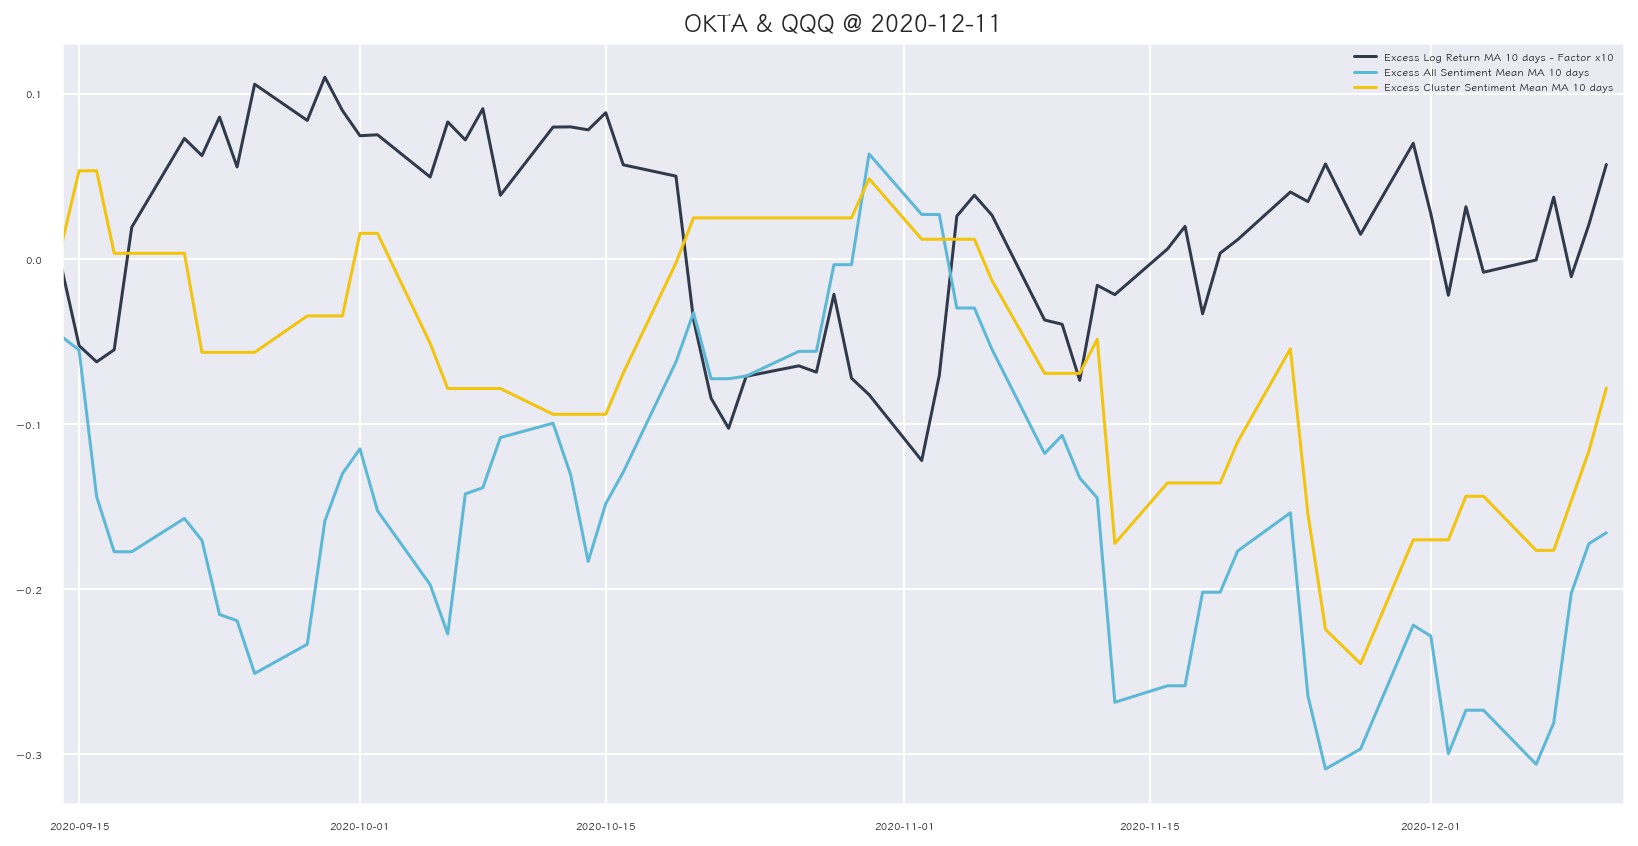 OKTA & QQQ @ 2020-12-11
Excess Log Return MA 10 days - Factor x10
Excess All Sentiment Mean MA 10 days
Excess Cluster Sentiment Mean MA 10 days
0.1
0.0
−0.1
−0.2
−0.3
2020-09-15
2020-10-01
2020-10-15
2020-11-01
2020-11-15
2020-12-01